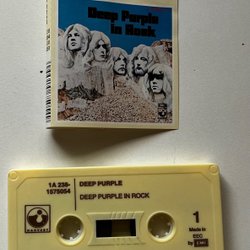 Deep Purple
in Rock
1A 238-
1575054
DEEP PURPLE
DEEP PURPLE IN ROCK
HARVEST
1
Made in
EEC
by EMI